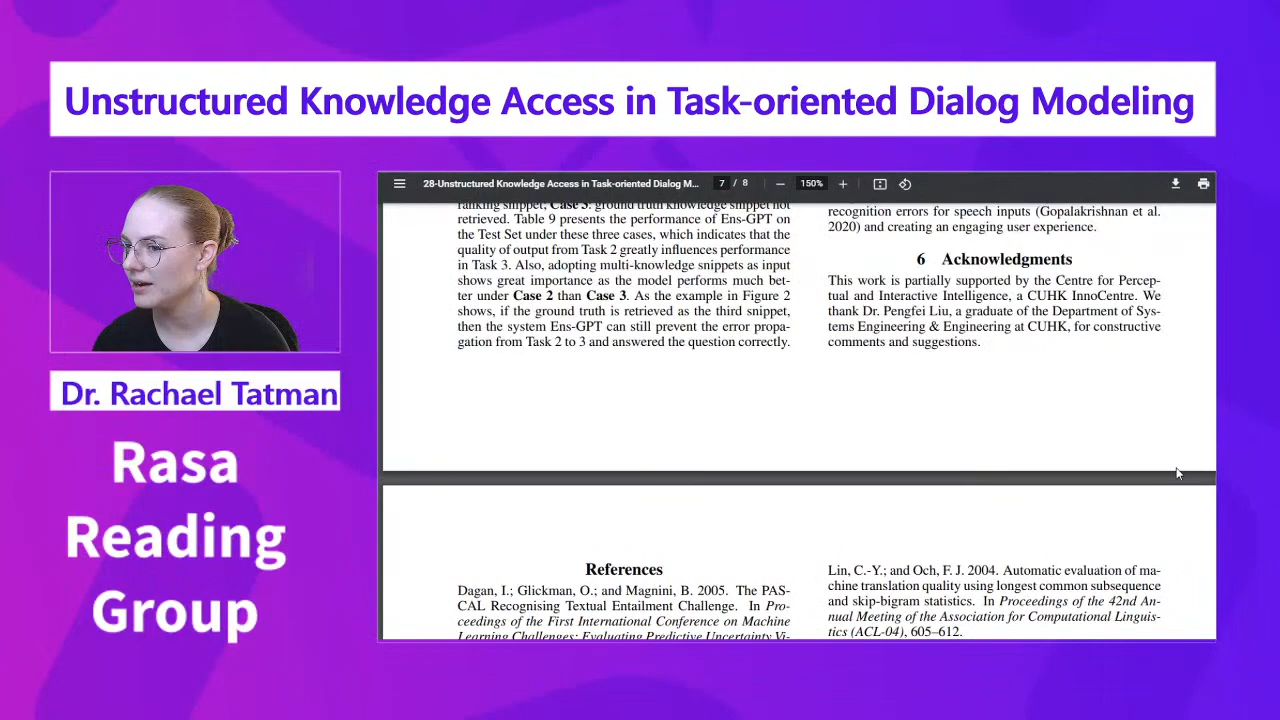 Unstructured Knowledge Access in Task-oriented Dialog Modeling
Dr. Rachael Tatman
Rasa
Reading
Group
28-Unstructured Knowledge Access in Task-oriented Dialog M...
7 / 8
150%
ranking snippet; Case 3: ground truth knowledge snippet not
retrieved. Table 9 presents the performance of Ens-GPT on
the Test Set under these three cases, which indicates that the
quality of output from Task 2 greatly influences performance
in Task 3. Also, adopting multi-knowledge snippets as input
shows great importance as the model performs much bet-
ter under Case 2 than Case 3. As the example in Figure 2
shows, if the ground truth is retrieved as the third snippet,
then the system Ens-GPT can still prevent the error propa-
gation from Task 2 to 3 and answered the question correctly.
recognition errors for speech inputs (Gopalakrishnan et al.
2020) and creating an engaging user experience.
6 Acknowledgments
This work is partially supported by the Centre for Percep-
tual and Interactive Intelligence, a CUHK InnoCentre. We
thank Dr. Pengfei Liu, a graduate of the Department of Sys-
tems Engineering & Engineering at CUHK, for constructive
comments and suggestions.
References
Dagan, I.; Glickman, O.; and Magnini, B. 2005. The PAS-
CAL Recognising Textual Entailment Challenge. In Pro-
ceedings of the First International Conference on Machine
Learning Challenges: Evaluating Predictive Uncertainty Vi-
Lin, C.-Y.; and Och, F. J. 2004. Automatic evaluation of ma-
chine translation quality using longest common subsequence
and skip-bigram statistics. In Proceedings of the 42nd An-
nual Meeting of the Association for Computational Linguis-
tics (ACL-04), 605–612.